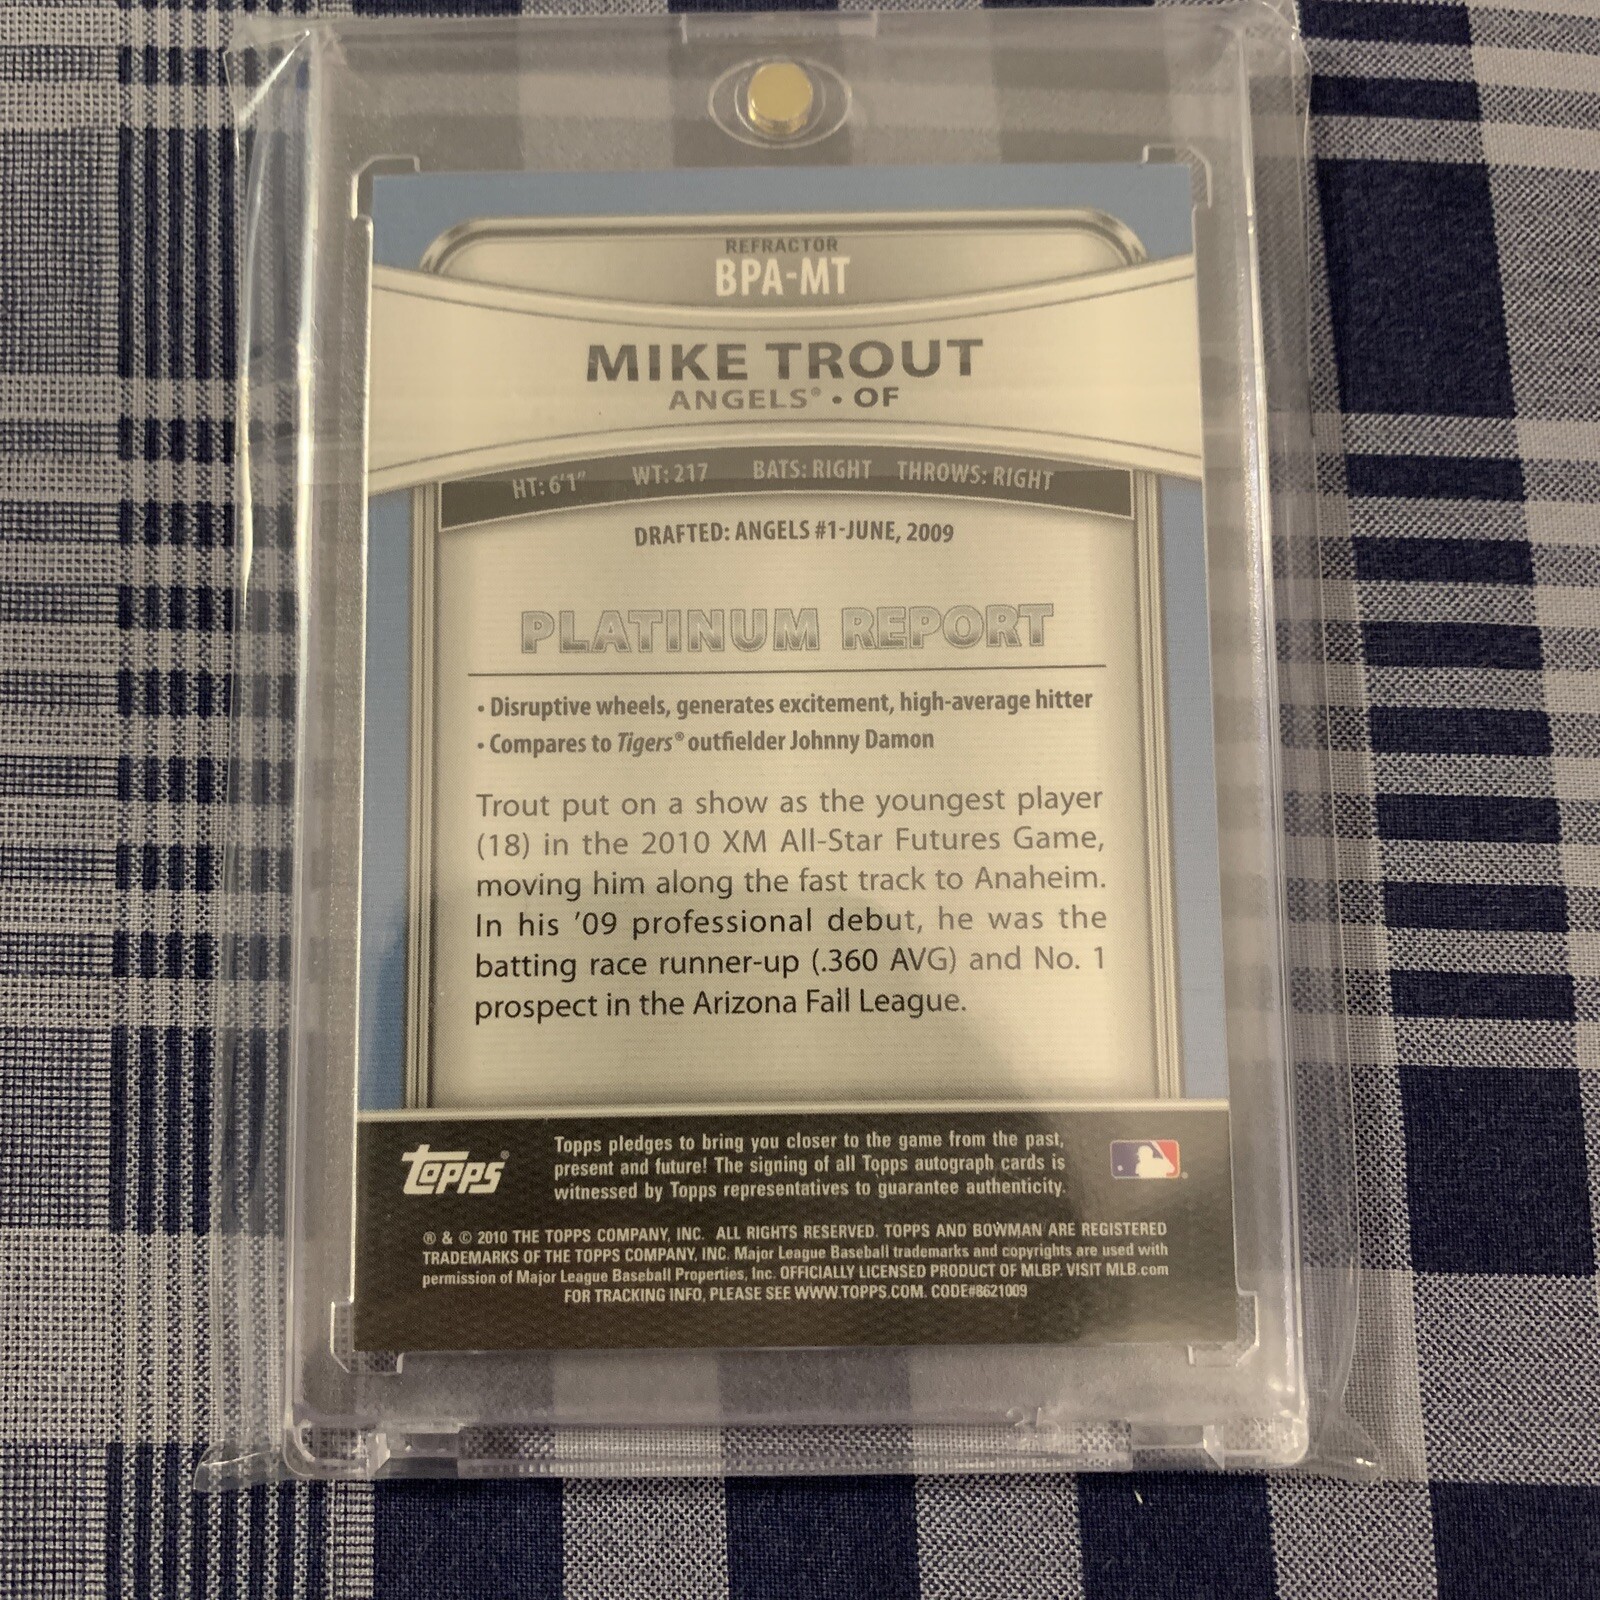 REFRACTOR
BPA-MT
MIKE TROUT
ANGELS® • OF
HT: 6'1" WT: 217 BATS: RIGHT THROWS: RIGHT
DRAFTED: ANGELS #1-JUNE, 2009
PLATINUM REPORT
• Disruptive wheels, generates excitement, high-average hitter
• Compares to Tigers® outfielder Johnny Damon
Trout put on a show as the youngest player
(18) in the 2010 XM All-Star Futures Game,
moving him along the fast track to Anaheim.
In his '09 professional debut, he was the
batting race runner-up (.360 AVG) and No. 1
prospect in the Arizona Fall League.
Topps®
Topps pledges to bring you closer to the game from the past,
present and future! The signing of all Topps autograph cards is
witnessed by Topps representatives to guarantee authenticity.
® & © 2010 THE TOPPS COMPANY, INC. ALL RIGHTS RESERVED. TOPPS AND BOWMAN ARE REGISTERED
TRADEMARKS OF THE TOPPS COMPANY, INC. Major League Baseball trademarks and copyrights are used with
permission of Major League Baseball Properties, Inc. OFFICIALLY LICENSED PRODUCT OF MLBP. VISIT MLB.com
FOR TRACKING INFO, PLEASE SEE WWW.TOPPS.COM. CODE#8621009